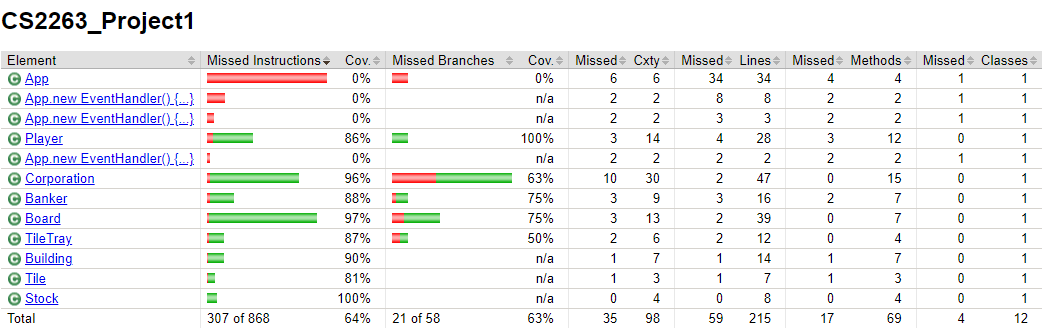 CS2263_Project1
Element Missed Instructions Cov. Missed Branches Cov. Missed Cxty Missed Lines Missed Methods Missed Classes
App 0% 0% 6 6 34 34 4 4 1 1
App.new EventHandler() {...} 0% n/a 2 2 8 8 2 2 1 1
App.new EventHandler() {...} 0% n/a 2 2 3 3 2 2 1 1
Player 86% 100% 3 14 4 28 3 12 0 1
App.new EventHandler() {...} 0% n/a 2 2 2 2 2 2 1 1
Corporation 96% 63% 10 30 2 47 0 15 0 1
Banker 88% 75% 3 9 3 16 2 7 0 1
Board 97% 75% 3 13 2 39 0 7 0 1
TileTray 87% 50% 2 6 2 12 0 4 0 1
Building 90% n/a 1 7 1 14 1 7 0 1
Tile 81% n/a 1 3 1 7 1 3 0 1
Stock 100% n/a 0 4 0 8 0 4 0 1
Total 307 of 868 64% 21 of 58 63% 35 98 59 215 17 69 4 12